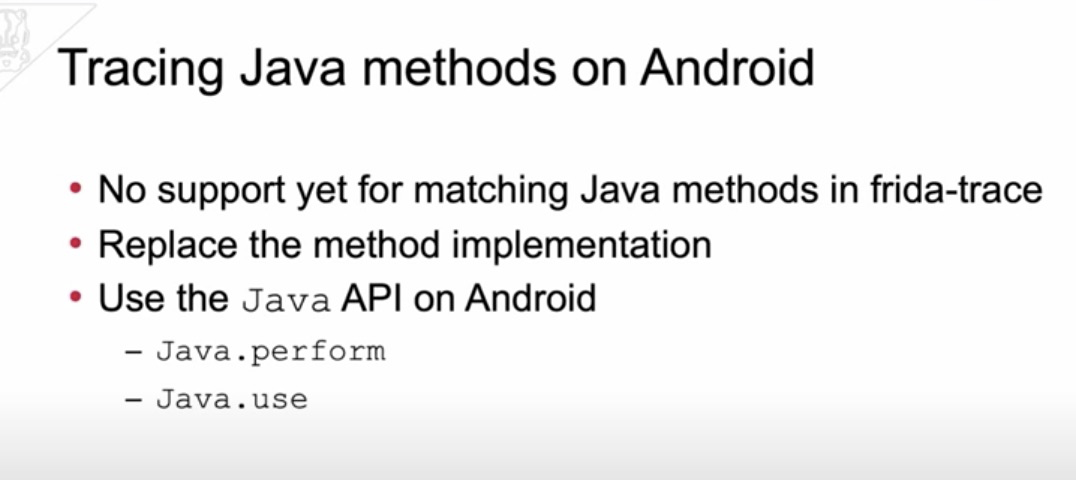 Tracing Java methods on Android
• No support yet for matching Java methods in frida-trace
• Replace the method implementation
• Use the Java API on Android
– Java.perform
– Java.use